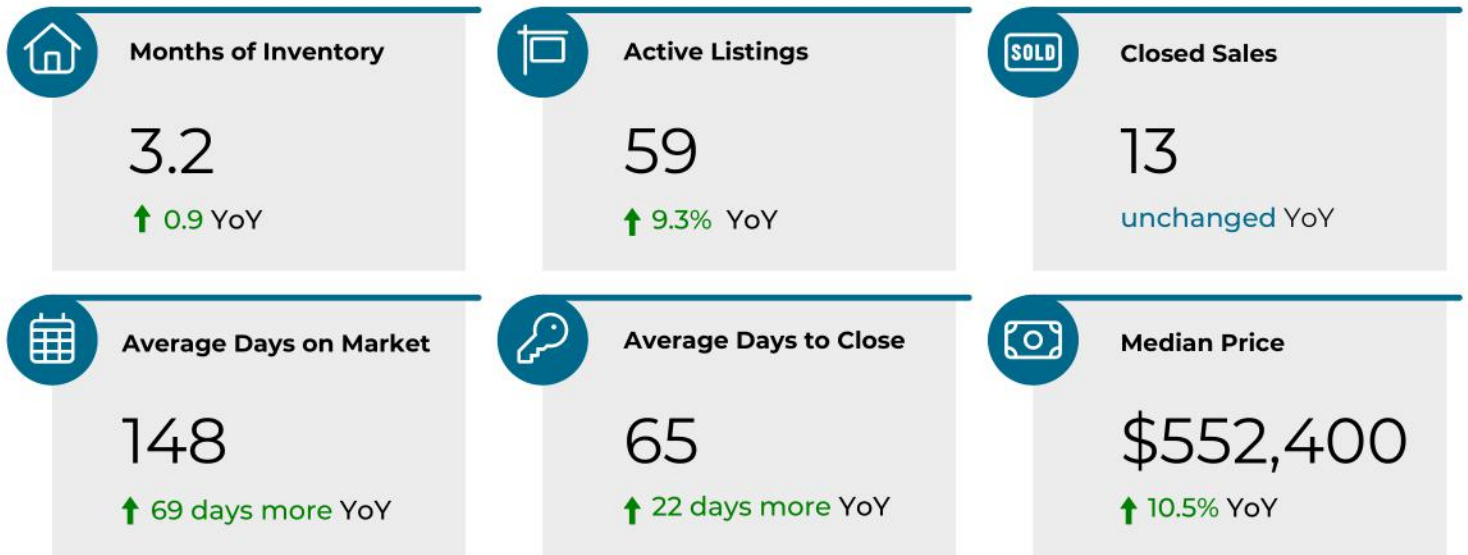 Months of Inventory
3.2
↑ 0.9 YoY
Active Listings
59
↑ 9.3% YoY
SOLD
Closed Sales
13
unchanged YoY
Average Days on Market
148
↑ 69 days more YoY
Average Days to Close
65
↑ 22 days more YoY
Median Price
$552,400
↑ 10.5% YoY